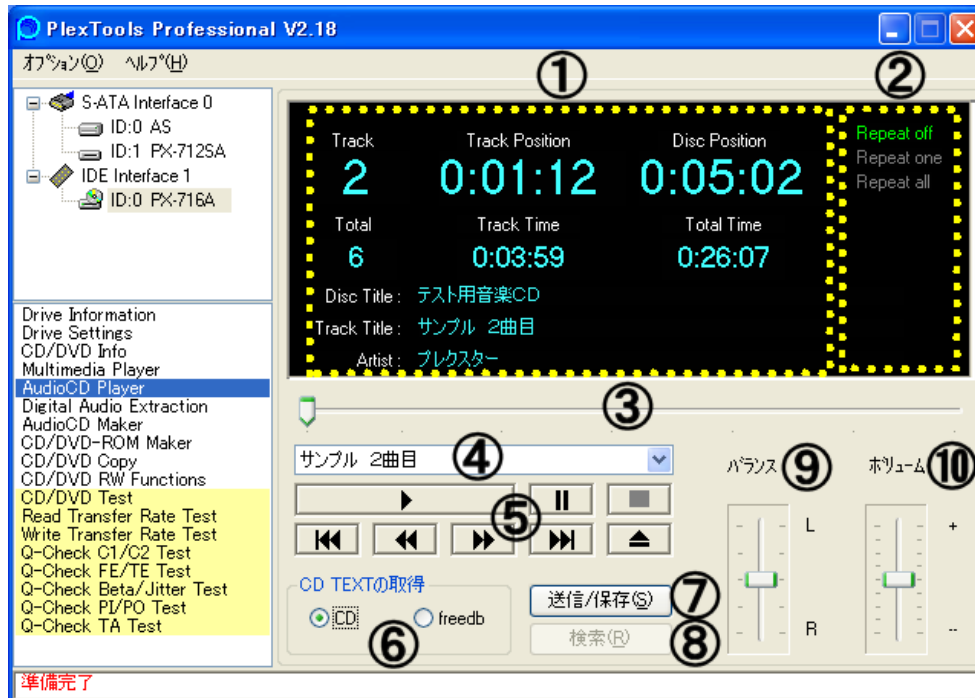 PlexTools Professional V2.18
オプション(O) ヘルプ(H)
① ②
S-ATA Interface 0
ID:0 AS
ID:1 PX-712SA
IDE Interface 1
ID:0 PX-716A
Track Track Position Disc Position
2 0:01:12 0:05:02
Total Track Time Total Time
6 0:03:59 0:26:07
Disc Title : テスト用音楽CD
Track Title : サンプル 2曲目
Artist : プレクスター
Repeat off
Repeat one
Repeat all
Drive Information
Drive Settings
CD/DVD Info
Multimedia Player
AudioCD Player
Digital Audio Extraction
AudioCD Maker
CD/DVD-ROM Maker
CD/DVD Copy
CD/DVD RW Functions
CD/DVD Test
Read Transfer Rate Test
Write Transfer Rate Test
Q-Check C1/C2 Test
Q-Check FE/TE Test
Q-Check Beta/Jitter Test
Q-Check PI/PO Test
Q-Check TA Test
③
サンプル 2曲目 ④
⑤
CD TEXTの取得
CD freedb
⑥
送信/保存(S) ⑦
検索(R) ⑧
バランス ⑨
L
R
ボリューム ⑩
+
--
準備完了